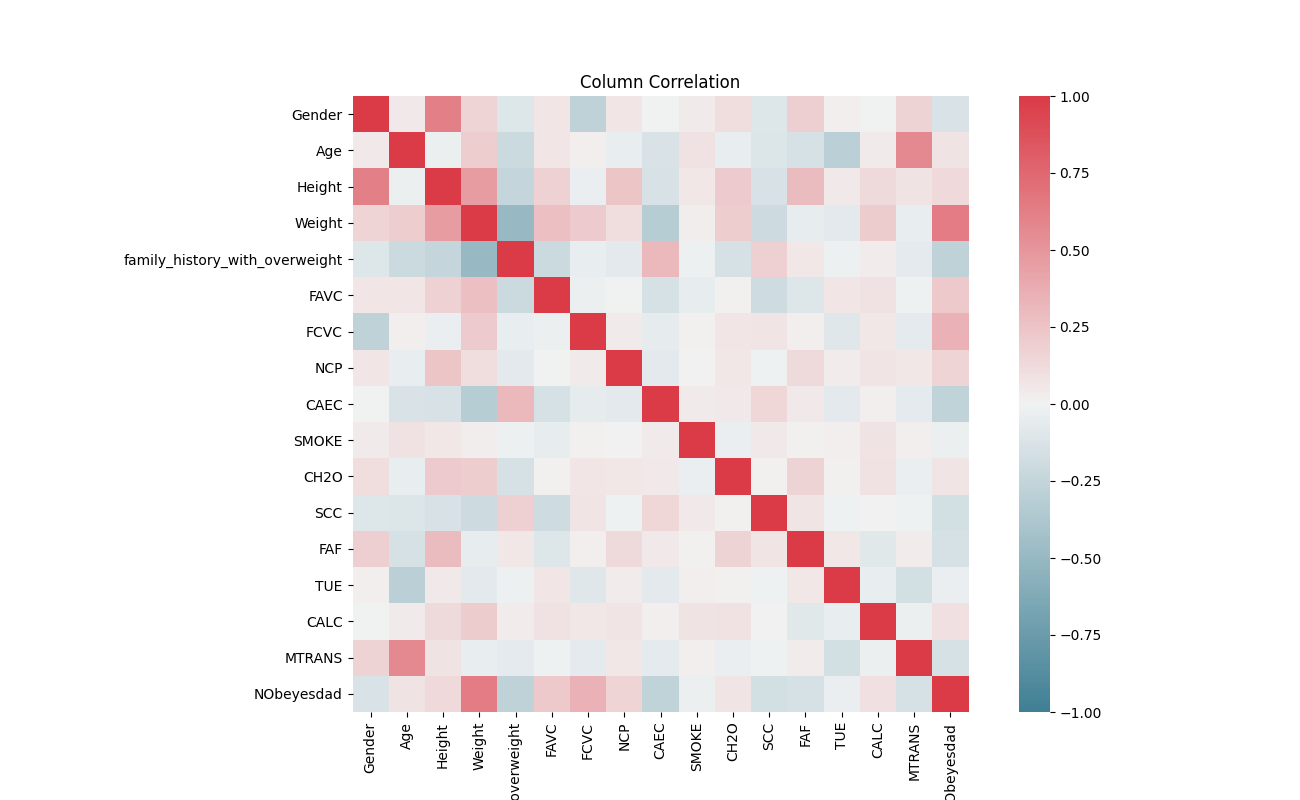 Column Correlation
Gender
Age
Height
Weight
family_history_with_overweight
FAVC
FCVC
NCP
CAEC
SMOKE
CH2O
SCC
FAF
TUE
CALC
MTRANS
NObeyesdad
Gender
Age
Height
Weight
overweight
FAVC
FCVC
NCP
CAEC
SMOKE
CH2O
SCC
FAF
TUE
CALC
MTRANS
Obeyesdad
1.00
0.75
0.50
0.25
0.00
−0.25
−0.50
−0.75
−1.00